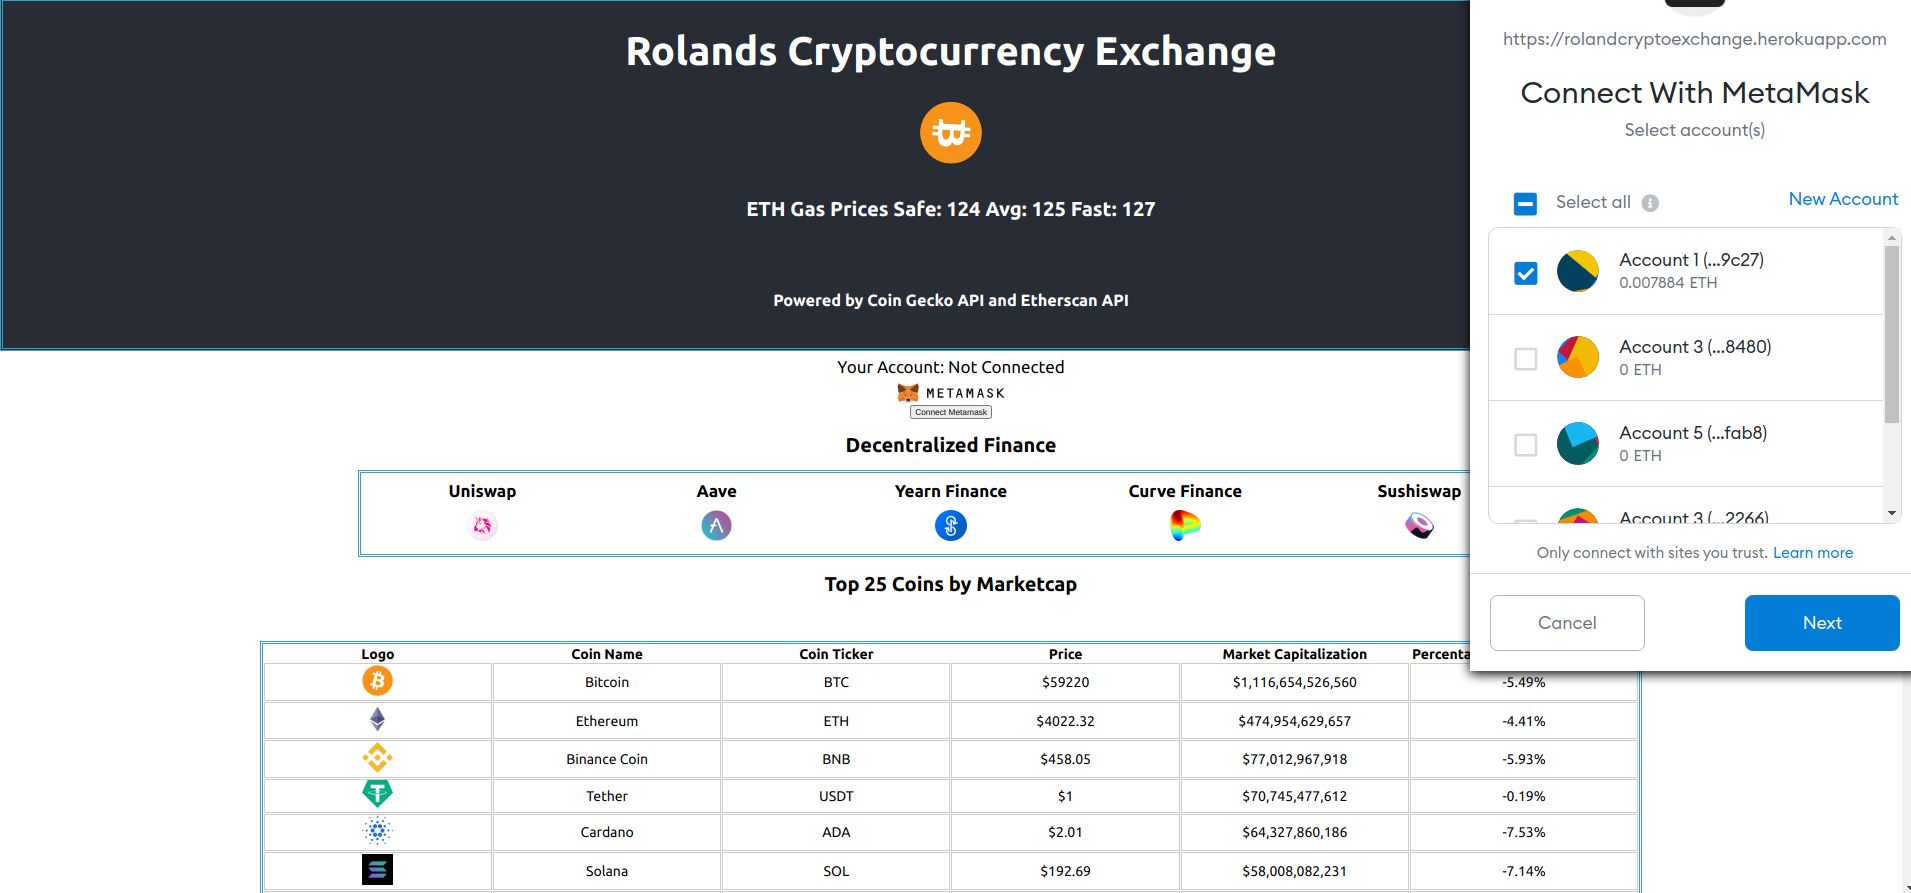 Rolands Cryptocurrency Exchange
ETH Gas Prices Safe: 124 Avg: 125 Fast: 127
Powered by Coin Gecko API and Etherscan API
Your Account: Not Connected
METAMASK
Connect Metamask
Decentralized Finance
Uniswap Aave Yearn Finance Curve Finance Sushiswap
Top 25 Coins by Marketcap
Logo Coin Name Coin Ticker Price Market Capitalization Percenta
Bitcoin BTC $59220 $1,116,654,526,560 -5.49%
Ethereum ETH $4022.32 $474,954,629,657 -4.41%
Binance Coin BNB $458.05 $77,012,967,918 -5.93%
Tether USDT $1 $70,745,477,612 -0.19%
Cardano ADA $2.01 $64,327,860,186 -7.53%
Solana SOL $192.69 $58,008,082,231 -7.14%
https://rolandcryptoexchange.herokuapp.com
Connect With MetaMask
Select account(s)
Select all New Account
Account 1 (...9c27)
0.007884 ETH
Account 3 (...8480)
0 ETH
Account 5 (...fab8)
0 ETH
Account 3 (...2266)
Only connect with sites you trust. Learn more
Cancel Next